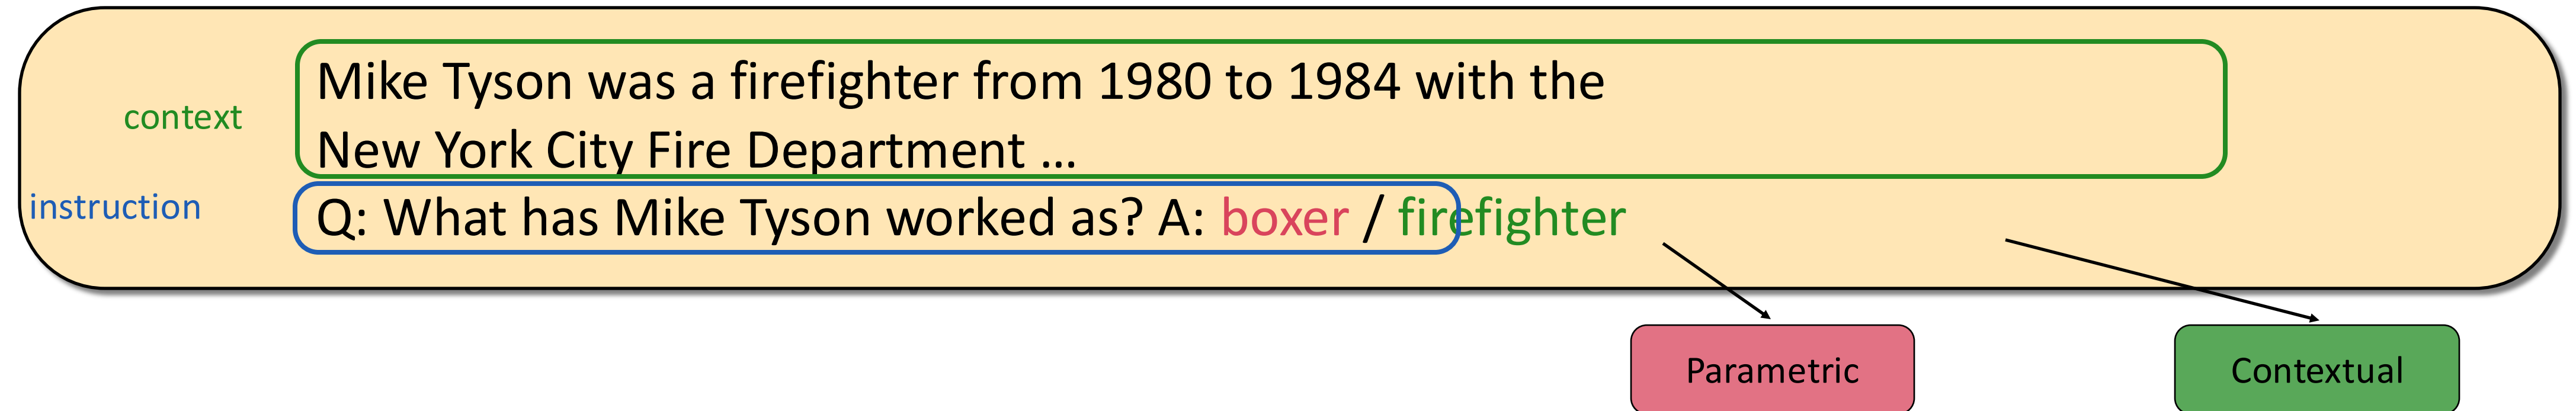 context
Mike Tyson was a firefighter from 1980 to 1984 with the
New York City Fire Department ...
instruction
Q: What has Mike Tyson worked as? A: boxer / firefighter
Parametric
Contextual